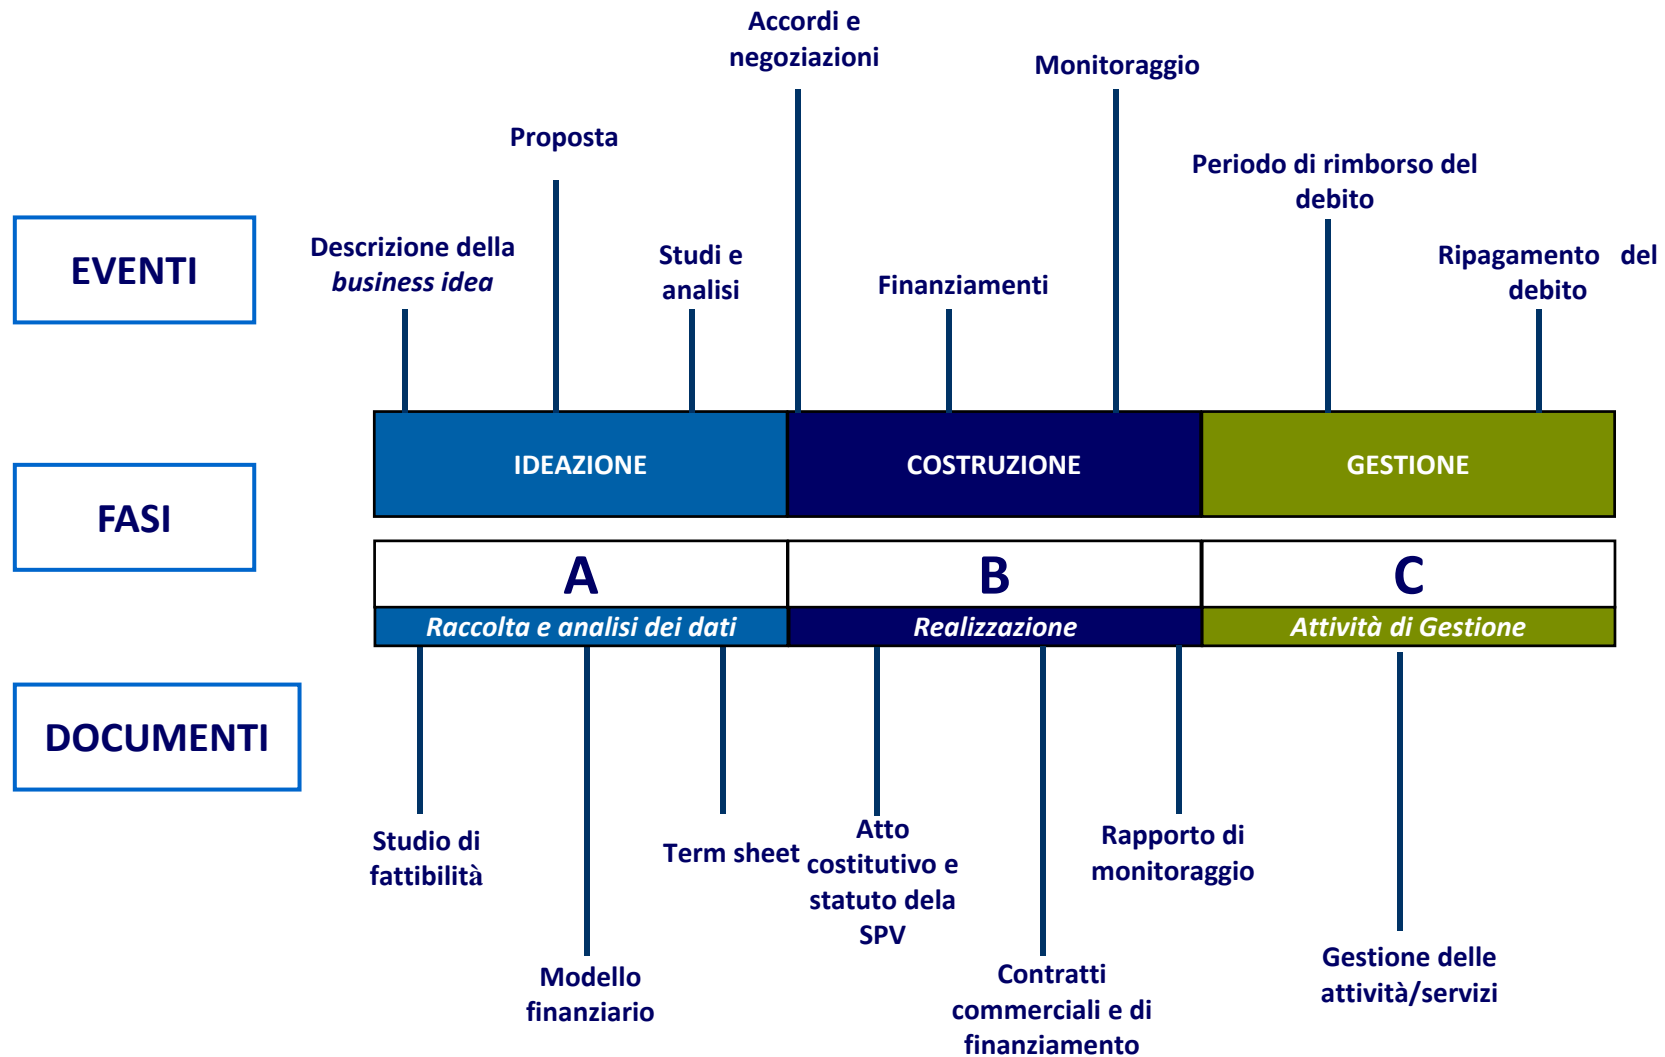 Accordi e
negoziazioni
Monitoraggio
Proposta
Periodo di rimborso del
debito
EVENTI
Descrizione della
business idea
Studi e
analisi
Finanziamenti
Ripagamento del
debito
FASI
IDEAZIONE
COSTRUZIONE
GESTIONE
A
B
C
Raccolta e analisi dei dati
Realizzazione
Attività di Gestione
DOCUMENTI
Studio di
fattibilità
Term sheet
Atto
costitutivo e
statuto dela
SPV
Rapporto di
monitoraggio
Modello
finanziario
Contratti
commerciali e di
finanziamento
Gestione delle
attività/servizi